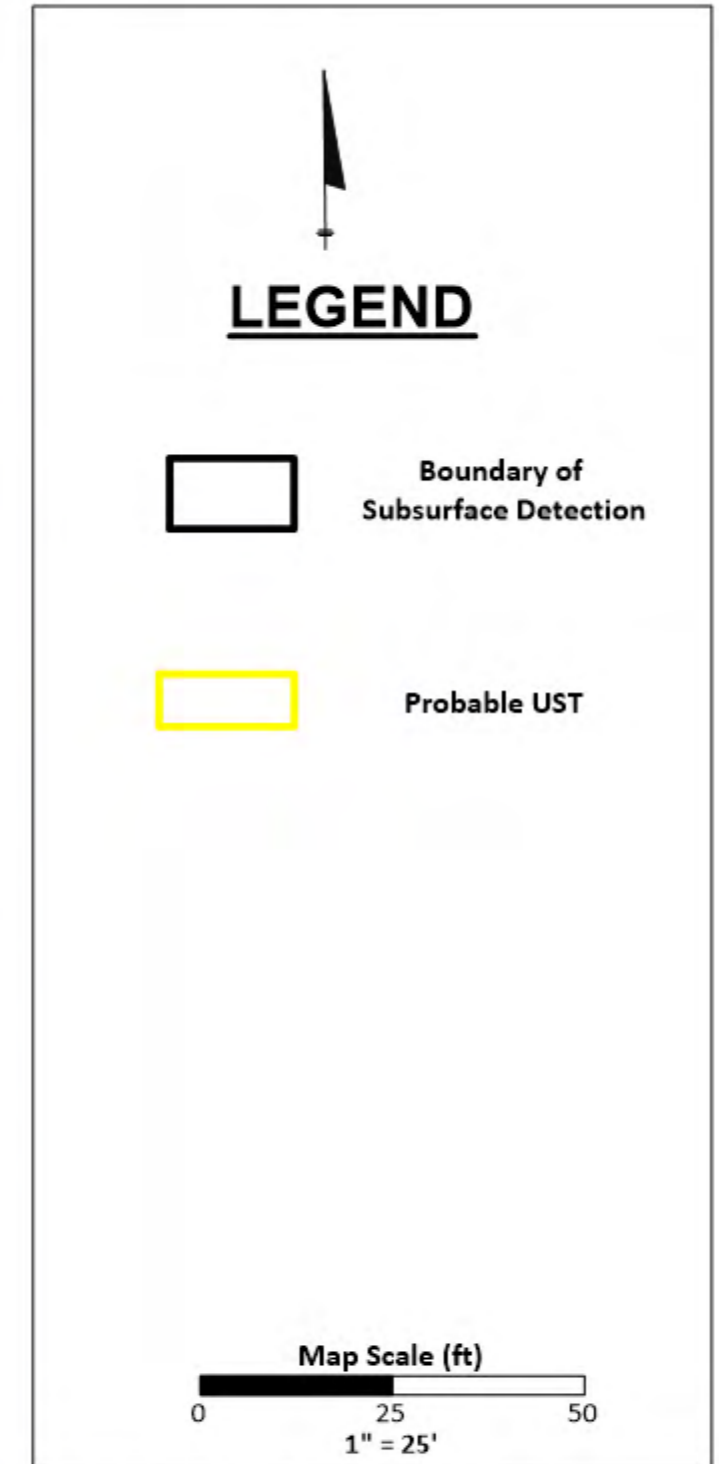 LEGEND
Boundary of
Subsurface Detection
Probable UST
Map Scale (ft)
0 25 50
1" = 25'